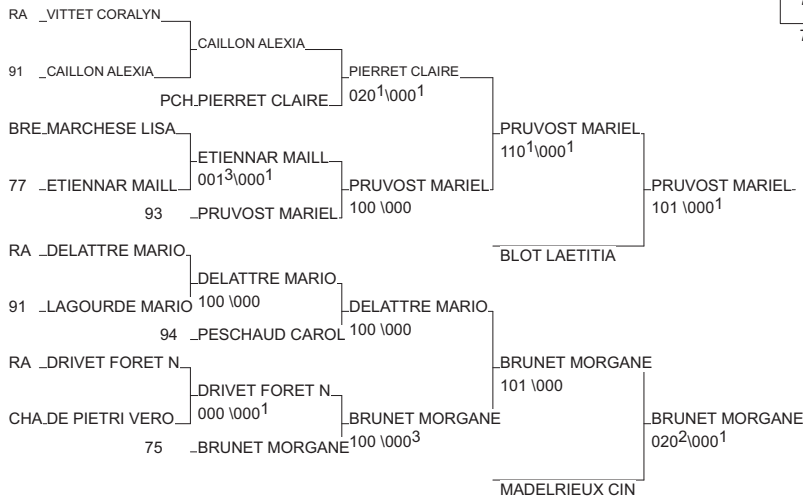 RA VITTET CORALYN
CAILLON ALEXIA
91 CAILLON ALEXIA
PIERRET CLAIRE
020¹\000¹
PCH PIERRET CLAIRE
BRE MARCHESE LISA
PRUVOST MARIEL
110¹\000¹
ETIENNAR MAILL
001³\000¹
77 ETIENNAR MAILL
PRUVOST MARIEL
100 \000
PRUVOST MARIEL
101 \000¹
93 PRUVOST MARIEL
RA DELATTRE MARIO
BLOT LAETITIA
DELATTRE MARIO
100 \000
91 LAGOURDE MARIO
DELATTRE MARIO
100 \000
94 PESCHAUD CAROL
RA DRIVET FORET N
BRUNET MORGANE
101 \000
DRIVET FORET N
000 \000¹
CHA DE PIETRI VERO
BRUNET MORGANE
100 \000³
BRUNET MORGANE
020²\000¹
75 BRUNET MORGANE
MADELRIEUX CIN